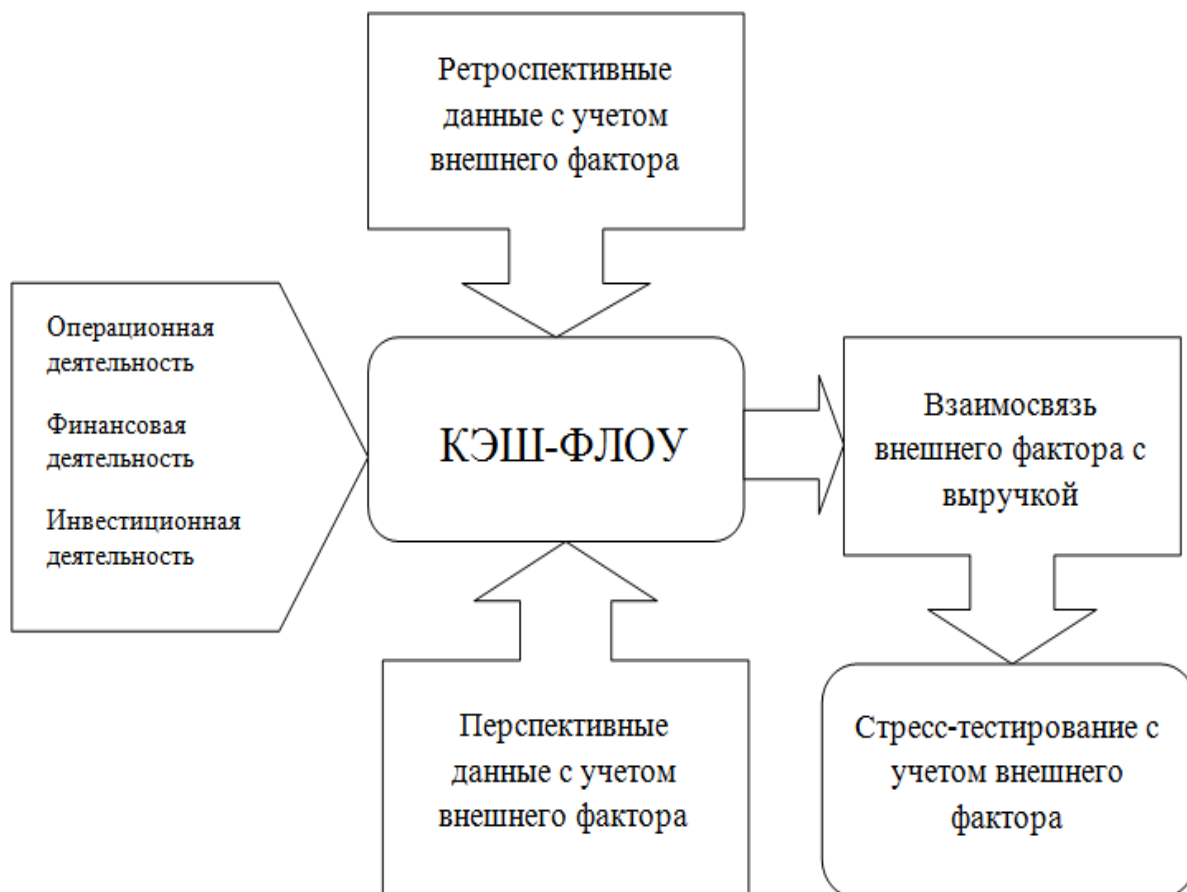 Ретроспективные
данные с учетом
внешнего фактора
Операционная
деятельность
Финансовая
деятельность
Инвестиционная
деятельность
КЭШ-ФЛОУ
Взаимосвязь
внешнего фактора с
выручкой
Перспективные
данные с учетом
внешнего фактора
Стресс-тестирование с
учетом внешнего
фактора